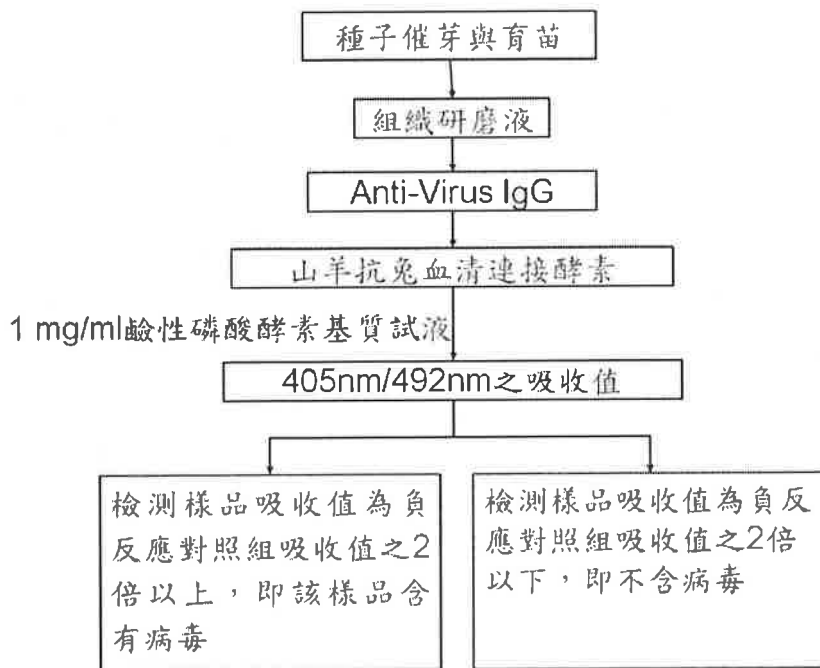 種子催芽與育苗
組織研磨液
Anti-Virus IgG
山羊抗兔血清連接酵素
1 mg/ml鹼性磷酸酵素基質試液
405nm/492nm之吸收值
檢測樣品吸收值為負
反應對照組吸收值之2
倍以上，即該樣品含
有病毒
檢測樣品吸收值為負反
應對照組吸收值之2倍
以下，即不含病毒